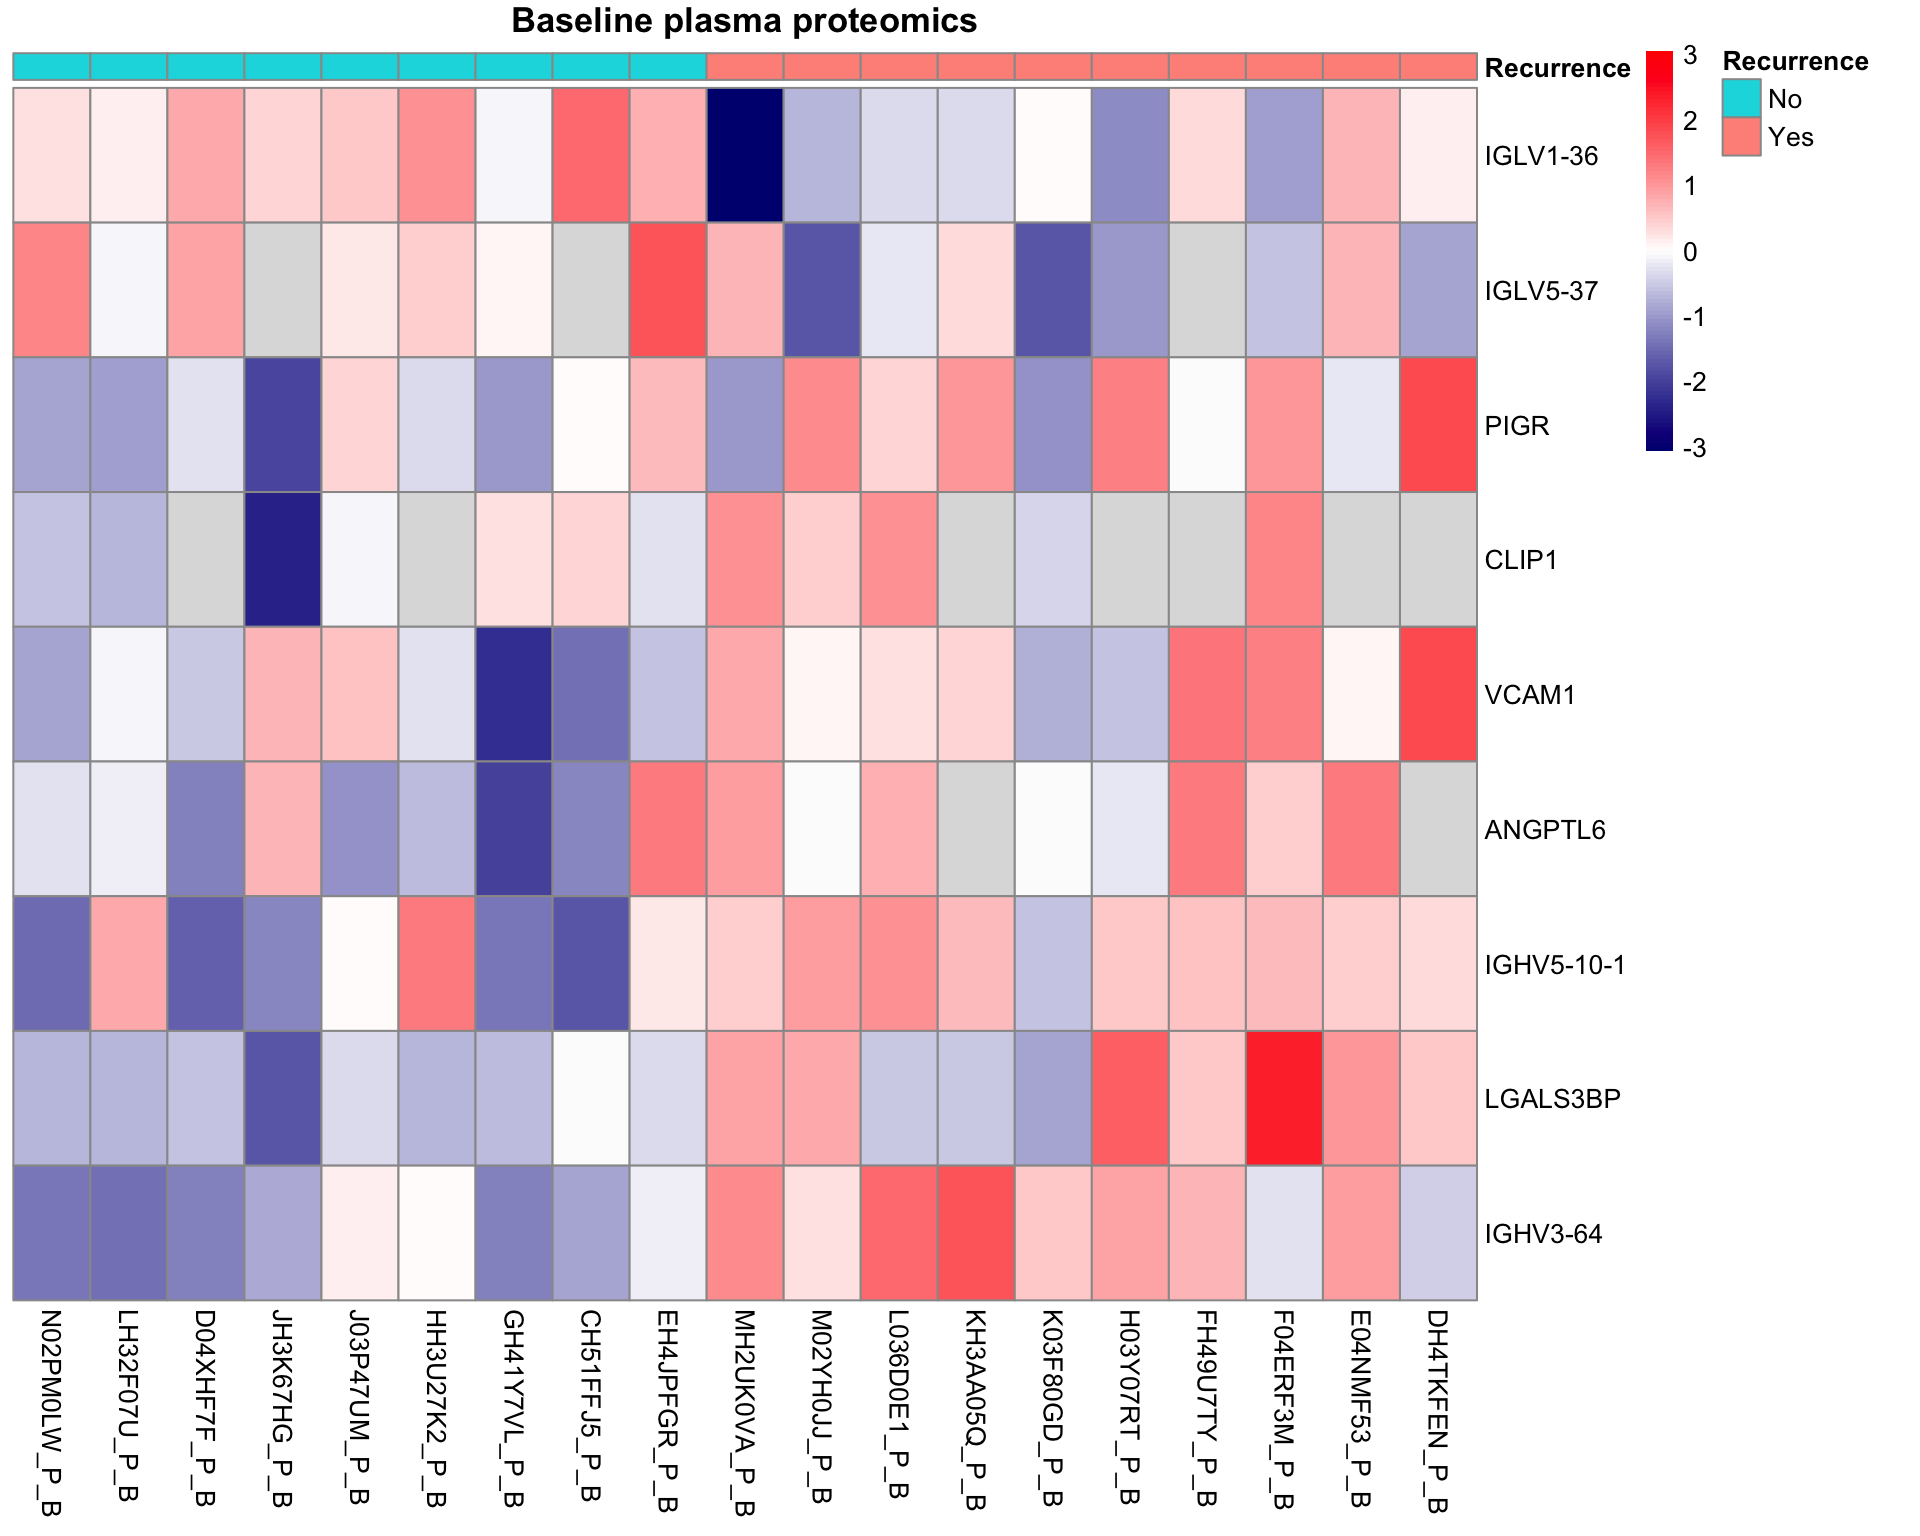 Baseline plasma proteomics
Recurrence
IGLV1-36
IGLV5-37
PIGR
CLIP1
VCAM1
ANGPTL6
IGHV5-10-1
LGALS3BP
IGHV3-64
3
2
1
0
-1
-2
-3
Recurrence
No
Yes
N02PM0LW_P_B
LH32F07U_P_B
D04XHF7F_P_B
JH3K67HG_P_B
J03P47UM_P_B
HH3U27K2_P_B
GH41Y7VL_P_B
CH51FFJ5_P_B
EH4JPFGR_P_B
MH2UK0VA_P_B
M02YH0JJ_P_B
L036D0E1_P_B
KH3AA05Q_P_B
K03F80GD_P_B
H03Y07RT_P_B
FH49U7TY_P_B
F04ERF3M_P_B
E04NMF53_P_B
DH4TKFEN_P_B